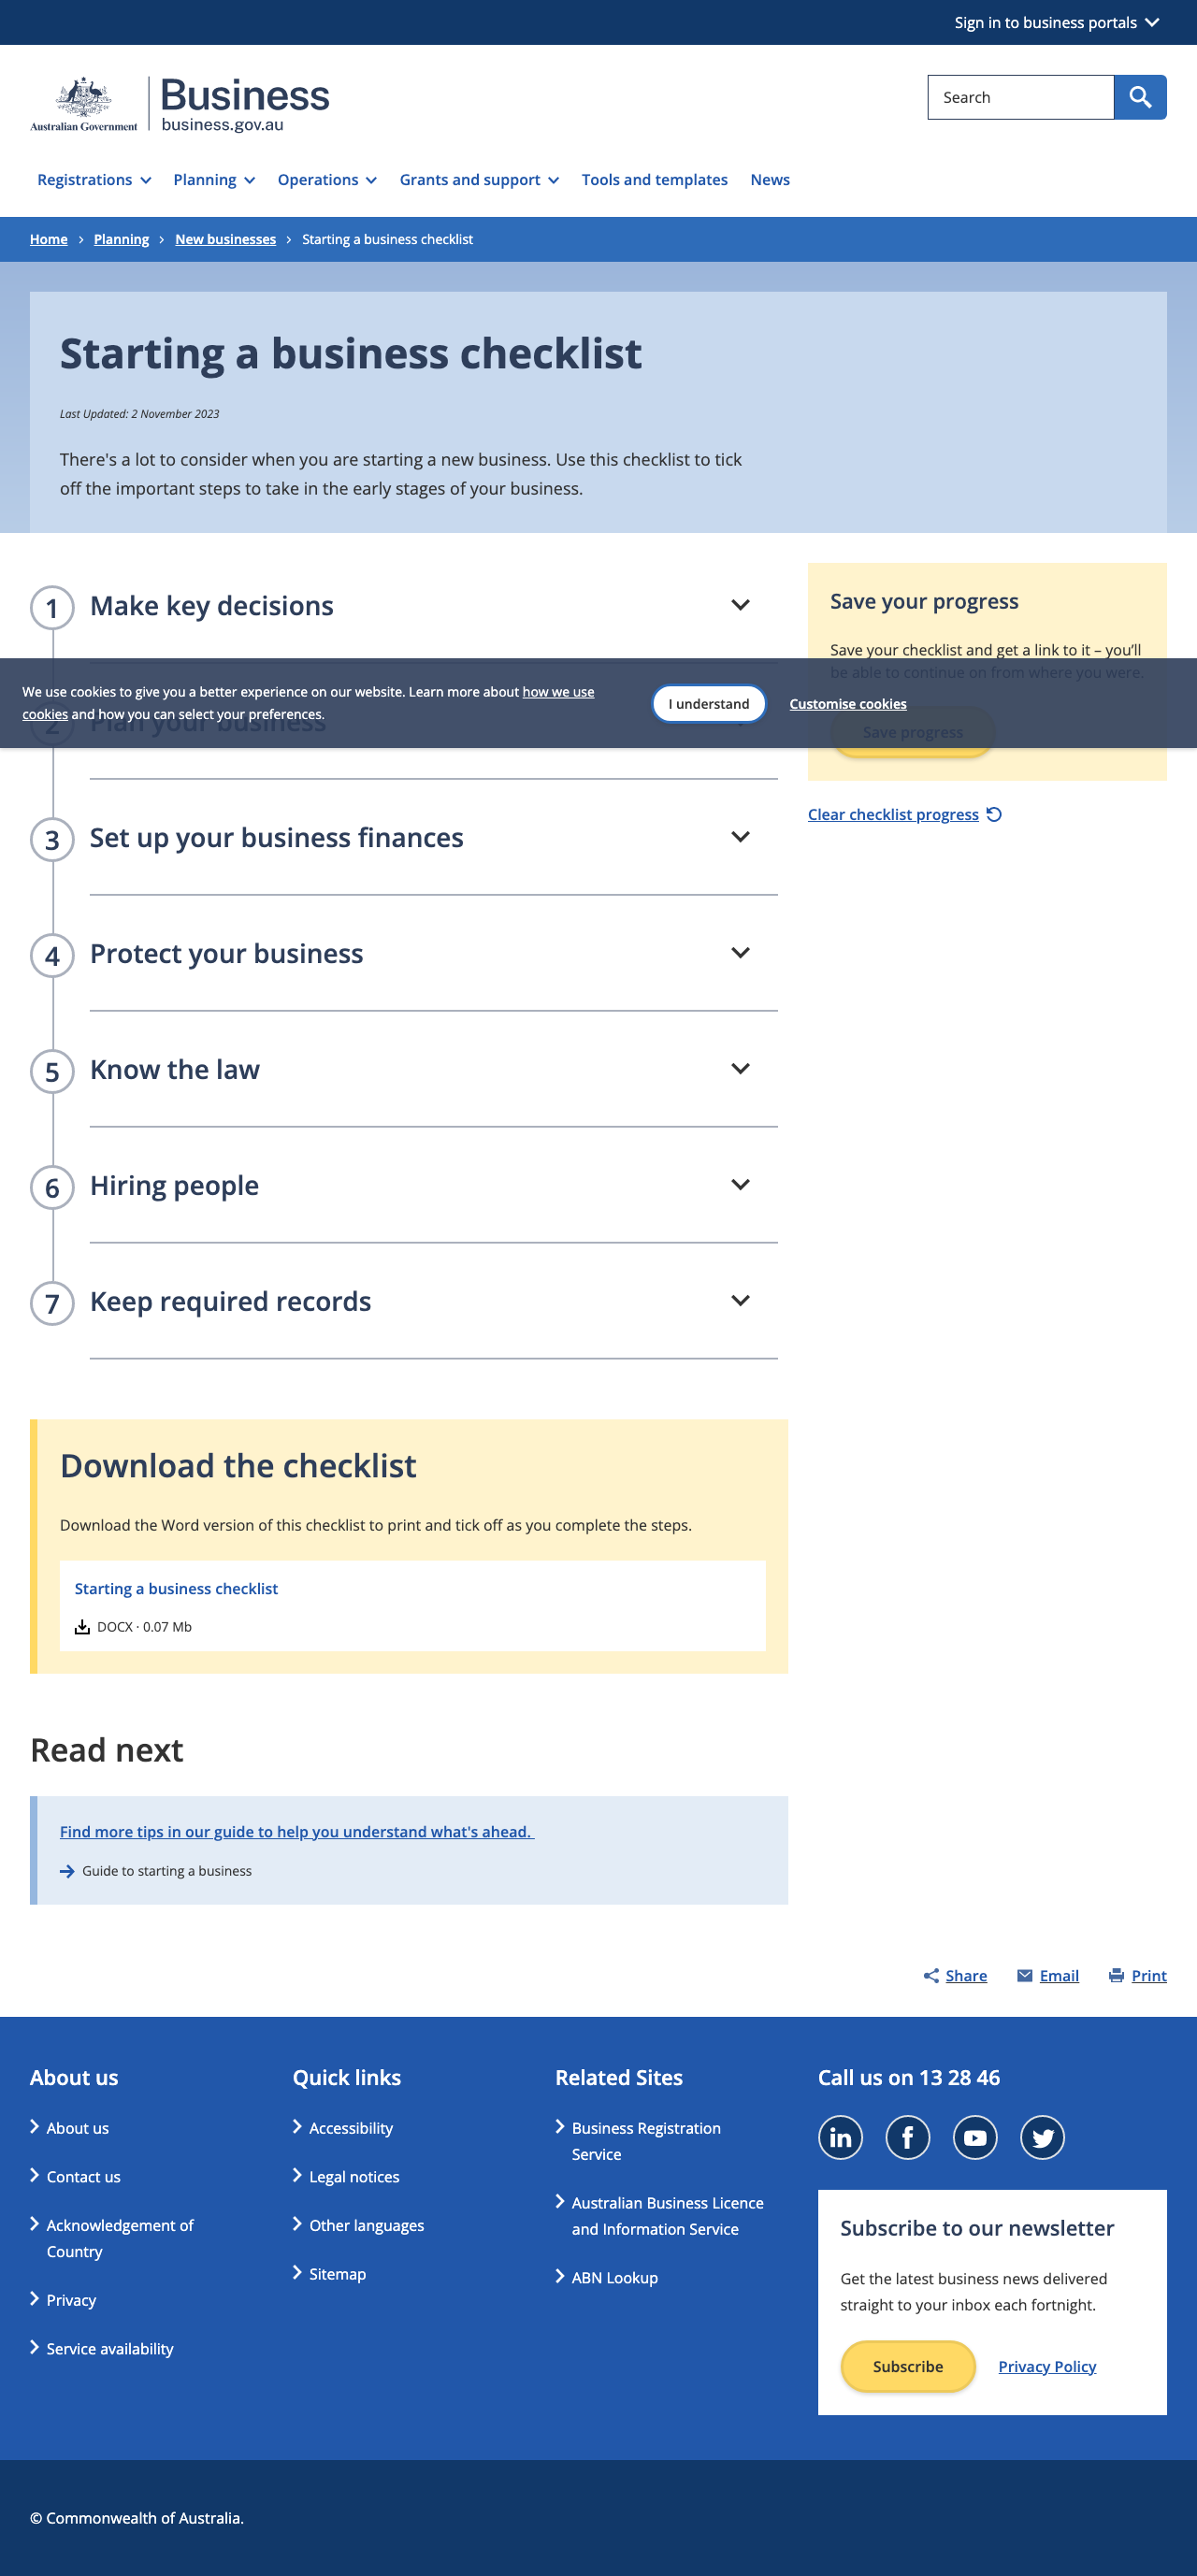 Sign in to business portals
Australian Government
Business
business.gov.au
Search
Registrations Planning Operations Grants and support Tools and templates News
Home Planning New businesses Starting a business checklist
Starting a business checklist
Last Updated: 2 November 2023
There's a lot to consider when you are starting a new business. Use this checklist to tick
off the important steps to take in the early stages of your business.
1 Make key decisions
Save your progress
Save your checklist and get a link to it – you’ll
be able to continue on from where you were.
Save progress
We use cookies to give you a better experience on our website. Learn more about how we use
cookies and how you can select your preferences.
I understand Customise cookies
2 Plan your business
Clear checklist progress
3 Set up your business finances
4 Protect your business
5 Know the law
6 Hiring people
7 Keep required records
Download the checklist
Download the Word version of this checklist to print and tick off as you complete the steps.
Starting a business checklist
DOCX · 0.07 Mb
Read next
Find more tips in our guide to help you understand what's ahead.
Guide to starting a business
Share Email Print
About us
About us
Contact us
Acknowledgement of
Country
Privacy
Service availability
Quick links
Accessibility
Legal notices
Other languages
Sitemap
Related Sites
Business Registration
Service
Australian Business Licence
and Information Service
ABN Lookup
Call us on 13 28 46
Subscribe to our newsletter
Get the latest business news delivered
straight to your inbox each fortnight.
Subscribe Privacy Policy
© Commonwealth of Australia.